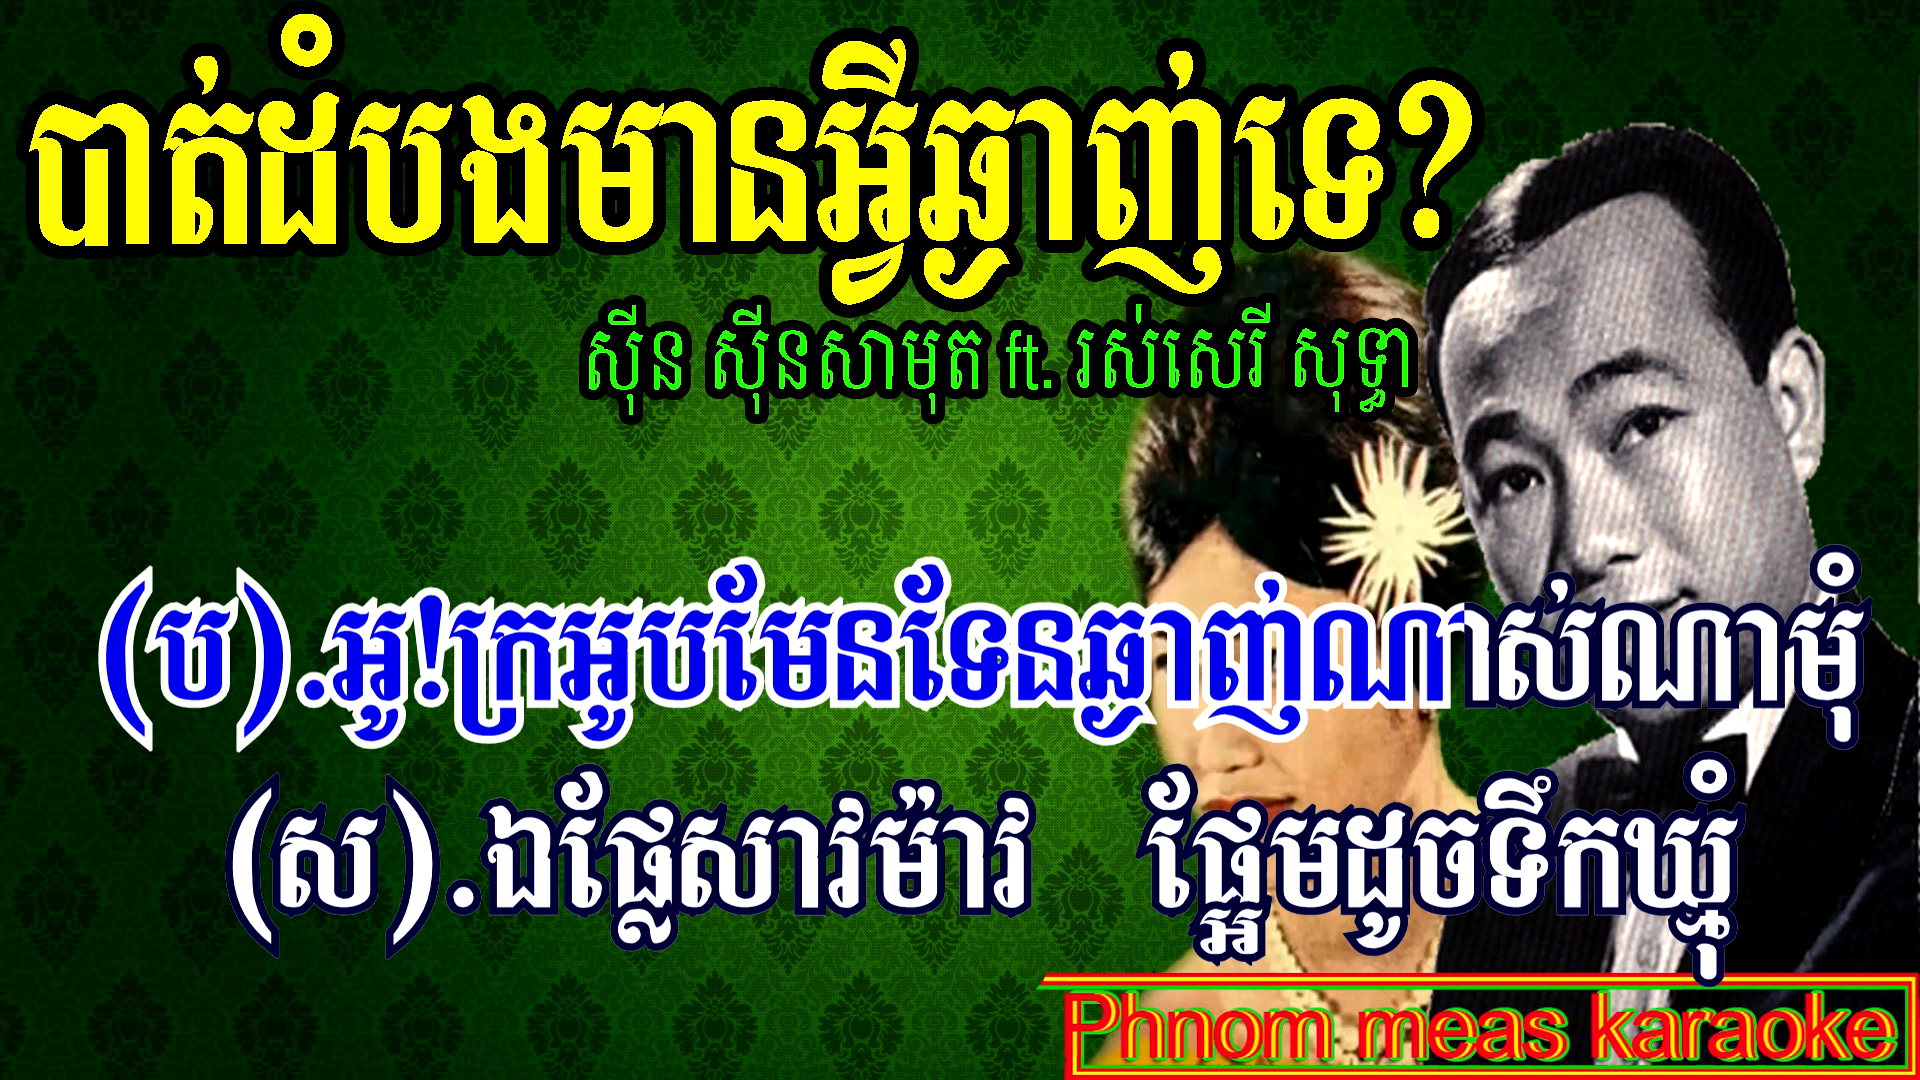 បាត់ដំបងមានអ្វីឆ្ងាញ់ទេ?
ស៊ីន ស៊ីនសាមុត ft. រស់សេរី សុទ្ធា
(ប).អូ!ក្រអូបមែនទែនឆ្ងាញ់ណាស់ណាមុំ
(ស).ឯផ្លែសាវម៉ាវ ផ្អែមដូចទឹកឃ្មុំ
Phnom meas karaoke